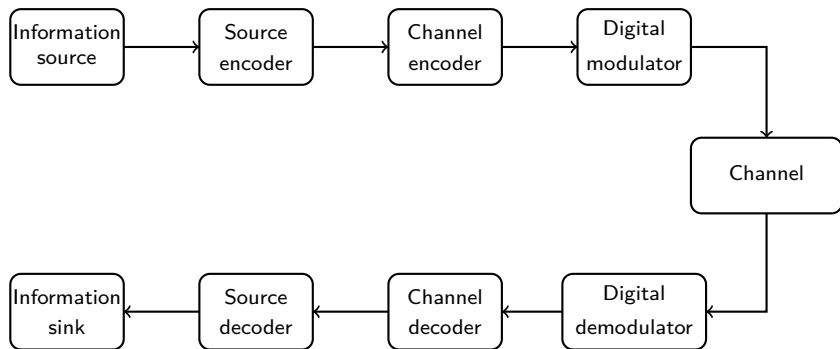 Information
source
Source
encoder
Channel
encoder
Digital
modulator
Channel
Information
sink
Source
decoder
Channel
decoder
Digital
demodulator